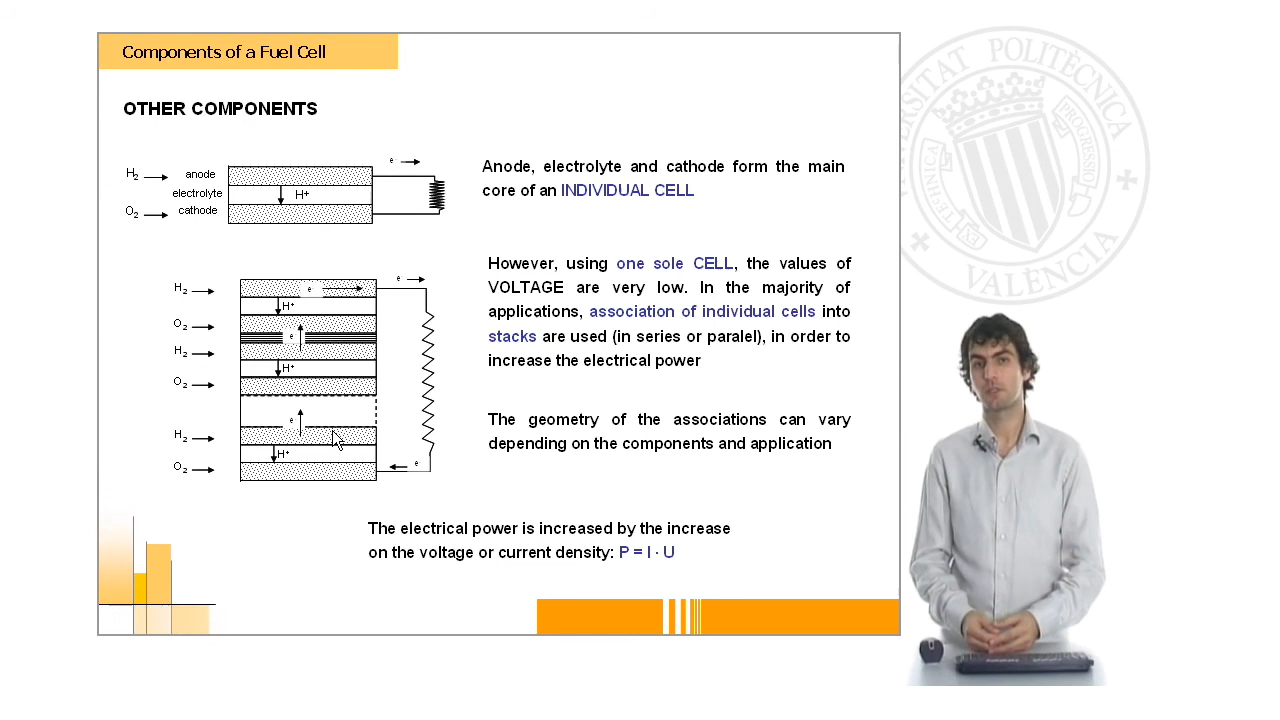 Components of a Fuel Cell
OTHER COMPONENTS
e-
H2
anode
electrolyte
H+
O2
cathode
Anode, electrolyte and cathode form the main
core of an INDIVIDUAL CELL
H2
e-
e-
H+
O2
e-
H2
H+
O2
e-
H2
H+
O2
e-
However, using one sole CELL, the values of
VOLTAGE are very low. In the majority of
applications, association of individual cells into
stacks are used (in series or paralel), in order to
increase the electrical power
The geometry of the associations can vary
depending on the components and application
The electrical power is increased by the increase
on the voltage or current density: P = I · U
UNIVERSITAT POLITÈCNICA
VALÈNCIA